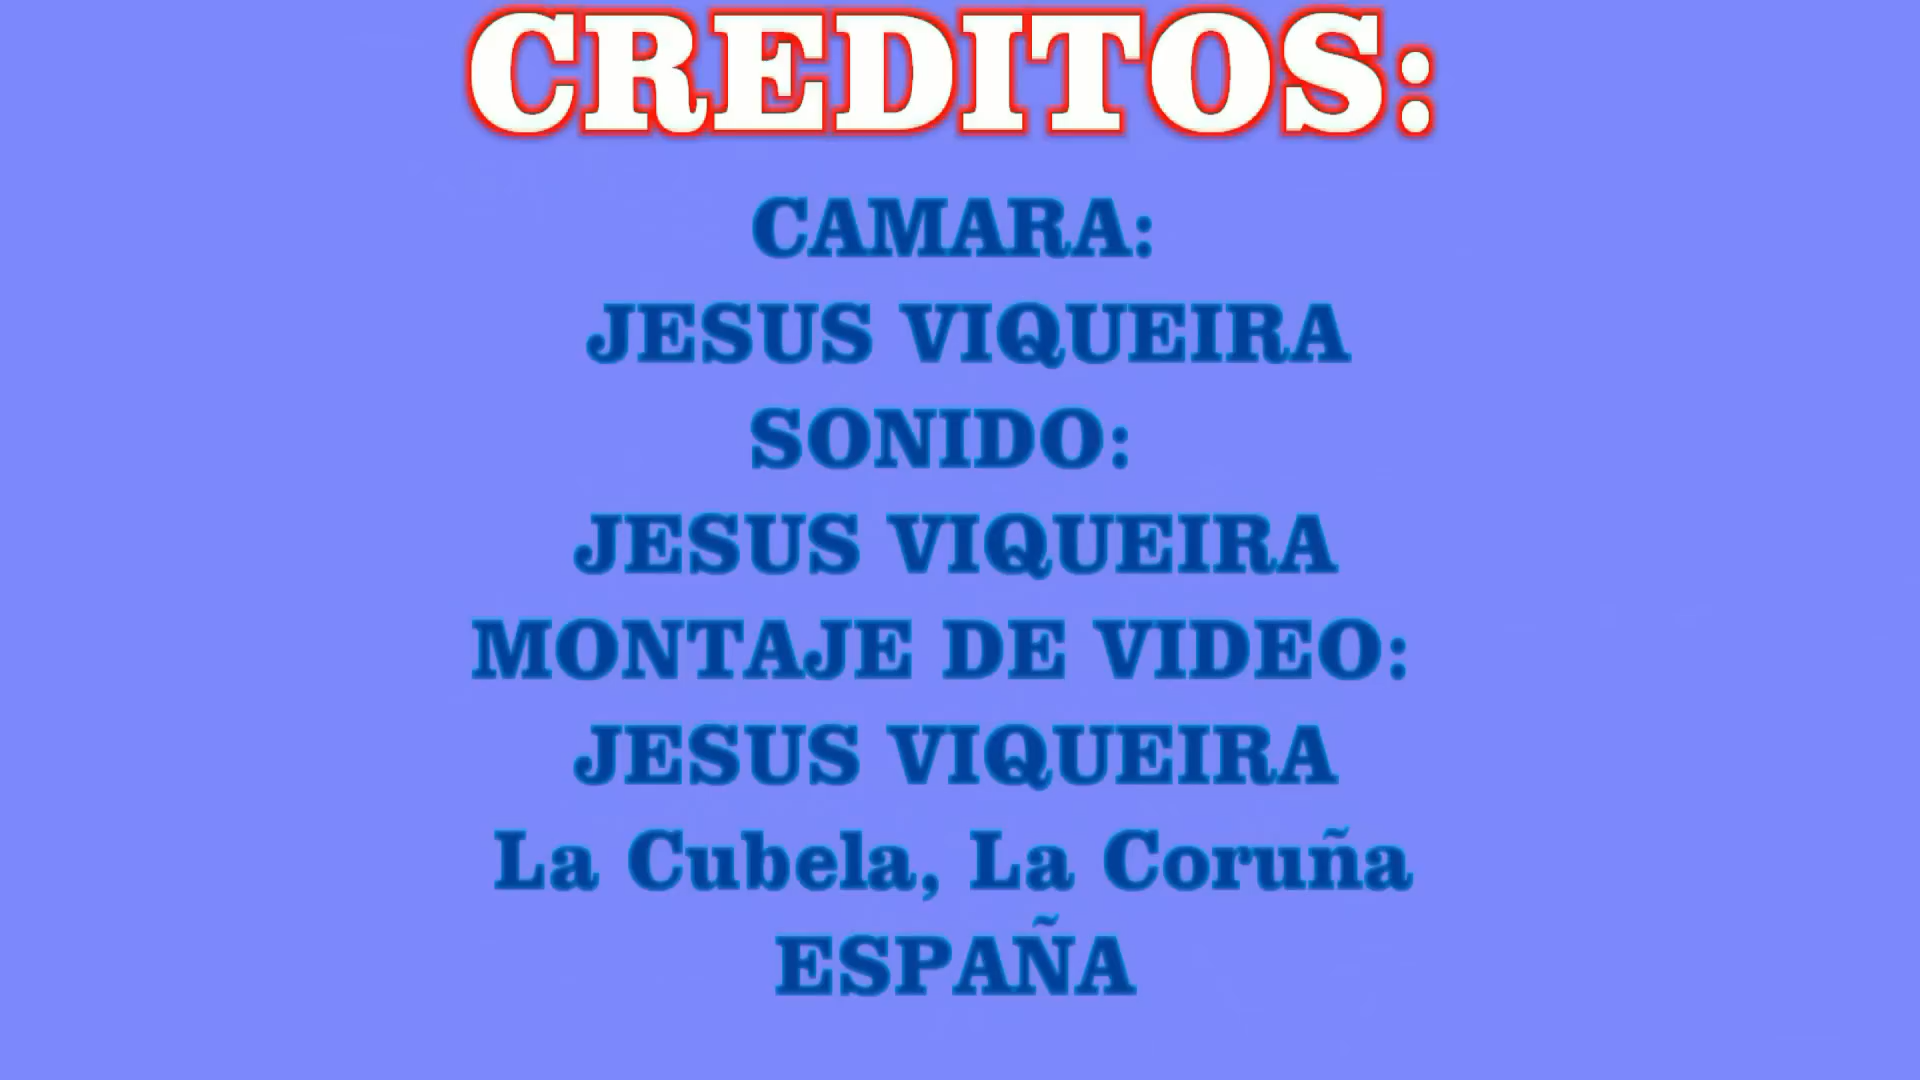 CREDITOS:
CAMARA:
JESUS VIQUEIRA
SONIDO:
JESUS VIQUEIRA
MONTAJE DE VIDEO:
JESUS VIQUEIRA
La Cubela, La Coruña
ESPAÑA